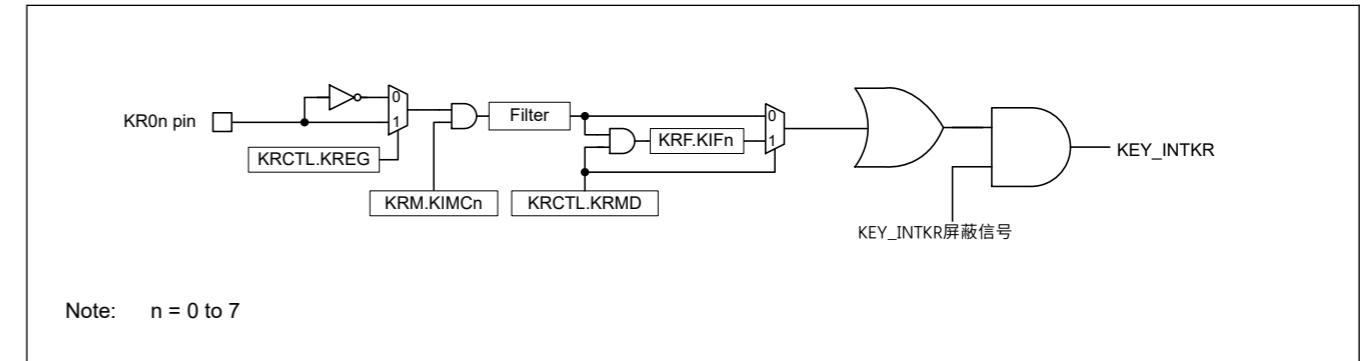 0
KR0n pin
1
Filter
0
KRF.KIFn
1
KEY_INTKR
KRCTL.KREG
KRM.KIMCn
KRCTL.KRMD
KEY_INTKR屏蔽信号
Note: n = 0 to 7